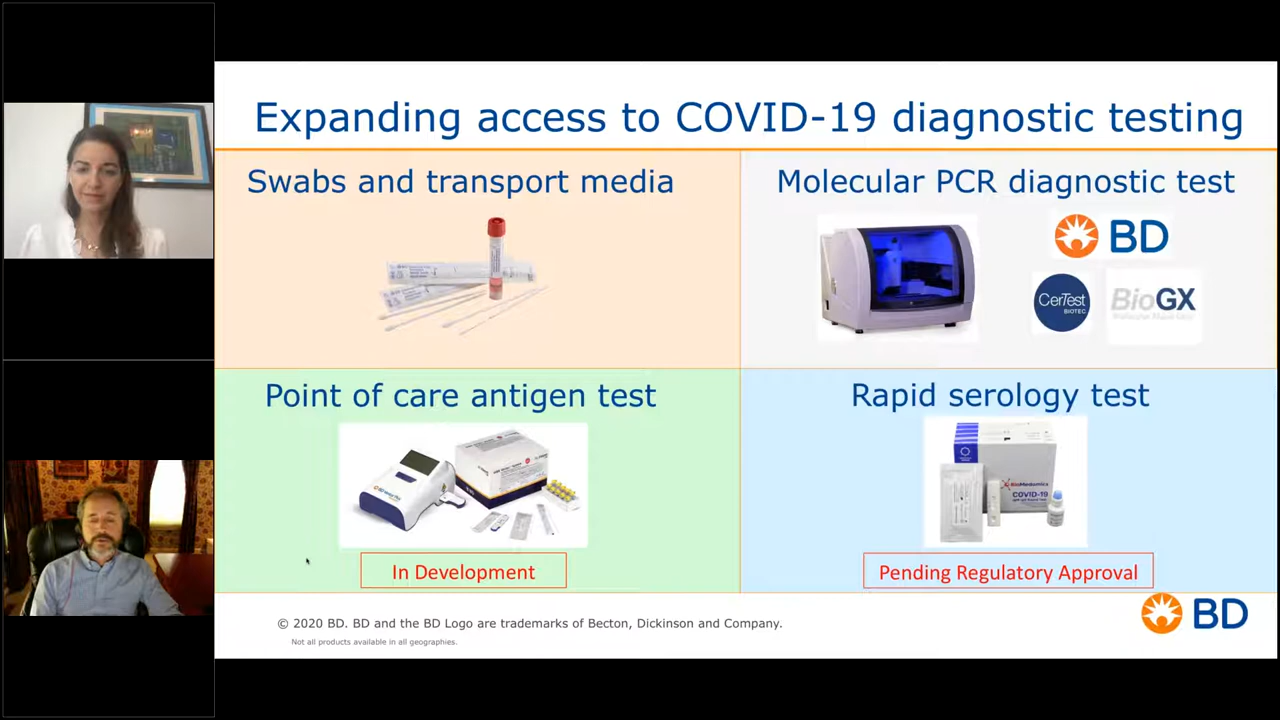 Expanding access to COVID-19 diagnostic testing
Swabs and transport media
Molecular PCR diagnostic test
BD
CerTest
BIOTEC
BioGX
Point of care antigen test
Rapid serology test
BioMedomics
COVID-19
In Development
Pending Regulatory Approval
BD
© 2020 BD. BD and the BD Logo are trademarks of Becton, Dickinson and Company.
Not all products available in all geographies.